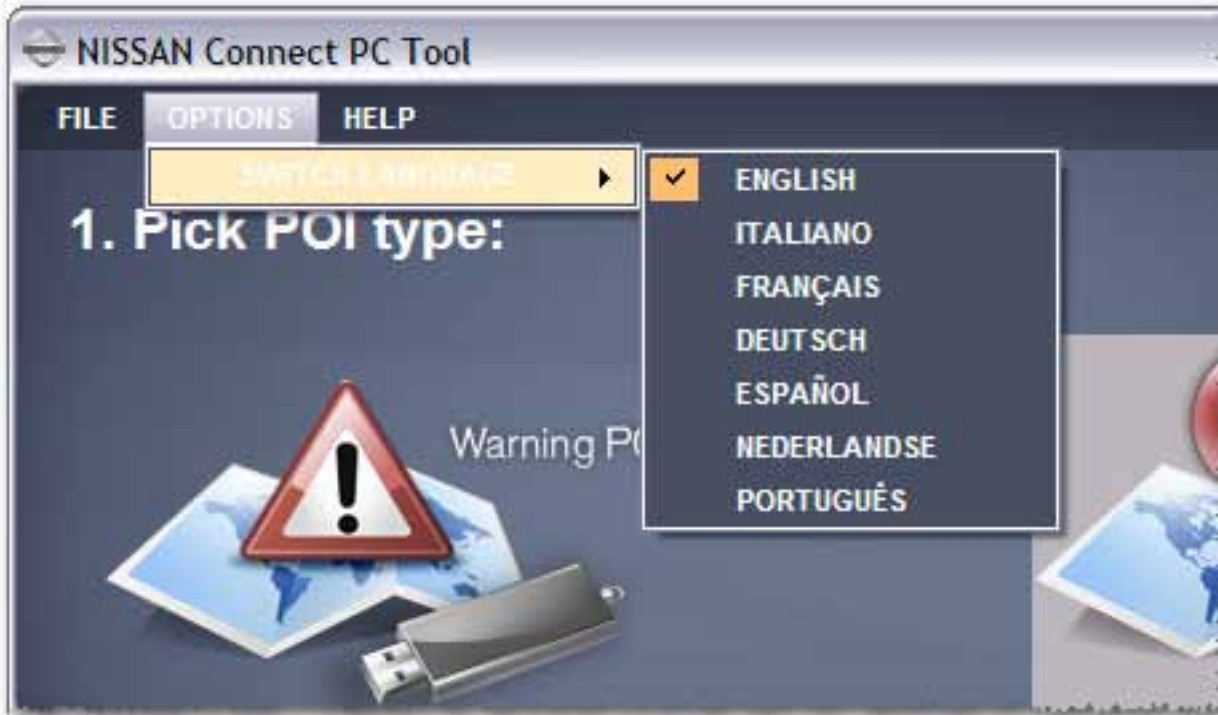 NISSAN Connect PC Tool
FILE OPTIONS HELP
SWITCH LANGUAGE
ENGLISH
1. Pick POI type:
ITALIANO
FRANÇAIS
DEUTSCH
ESPAÑOL
Warning
NEDERLANDSE
PORTUGUÊS